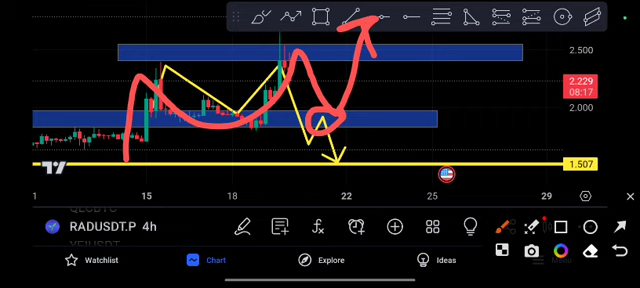 2.500
2.229
08:17
2.000
1.507
1 15 18 22 25 29
RADUSDT.P 4h
Watchlist Chart Explore Ideas